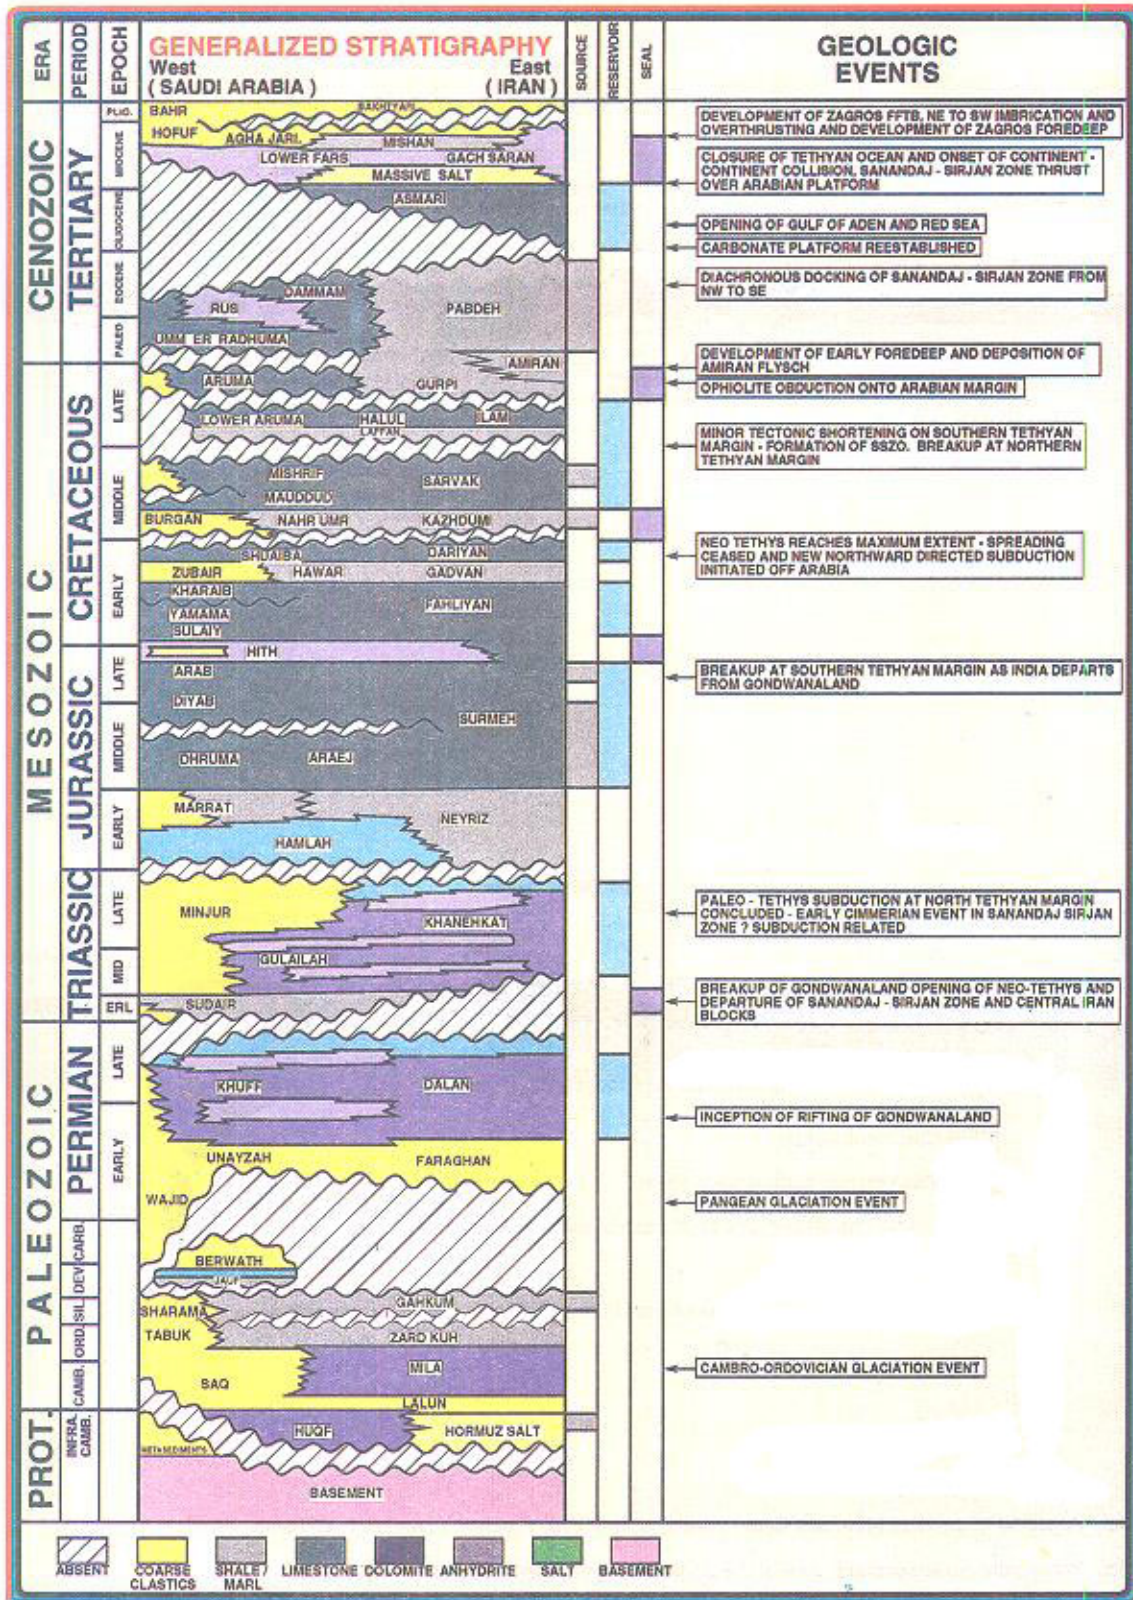 ERA
PERIOD
EPOCH
GENERALIZED STRATIGRAPHY
West East
( SAUDI ARABIA ) ( IRAN )
SOURCE
RESERVOIR
SEAL
GEOLOGIC
EVENTS
CENOZOIC
MESOZOIC
PALEOZOIC
PROT.
TERTIARY
CRETACEOUS
JURASSIC
TRIASSIC
PERMIAN
CARB.
DEV.
SIL.
ORD.
CAMB.
INFRA.
CAMB.
PLIO.
MIOCENE
OLIGOCENE
EOCENE
PALEO
LATE
MIDDLE
EARLY
LATE
MIDDLE
EARLY
LATE
MID
ERL
LATE
EARLY
BAHR BAKHTYARI
HOFUF AGHA JARI. MISHAN
LOWER FARS GACH SARAN
MASSIVE SALT
ASMARI
DAMMAM
RUS PABDEH
UMM ER RADHUMA
AMIRAN
ARUMA GURPI
LOWER ARUMA HALUL ILAM
LAFFAN
MISHRIF SARVAK
MAUDDUD
BURGAN NAHR UMR KAZHDUMI
SHUAIBA DARIYAN
ZUBAIR HAWAR GADVAN
KHARAIB FAHLIYAN
YAMAMA
SULAIY
HITH
ARAB
DIYAB
SURMEH
DHRUMA ARAEJ
MARRAT
NEYRIZ
HAMLAH
MINJUR KHANEHKAT
GULAILAH
SUDAIR
KHUFF DALAN
UNAYZAH FARAGHAN
WAJID
BERWATH
JAUF
GAHKUM
SHARAMA
TABUK ZARD KUH
MILA
SAQ
LALUN
HUQF HORMUZ SALT
METASEDIMENTS
BASEMENT
DEVELOPMENT OF ZAGROS FFTB, NE TO SW IMBRICATION AND
OVERTHRUSTING AND DEVELOPMENT OF ZAGROS FOREDEEP
CLOSURE OF TETHYAN OCEAN AND ONSET OF CONTINENT -
CONTINENT COLLISION, SANANDAJ - SIRJAN ZONE THRUST
OVER ARABIAN PLATFORM
OPENING OF GULF OF ADEN AND RED SEA
CARBONATE PLATFORM REESTABLISHED
DIACHRONOUS DOCKING OF SANANDAJ - SIRJAN ZONE FROM
NW TO SE
DEVELOPMENT OF EARLY FOREDEEP AND DEPOSITION OF
AMIRAN FLYSCH
OPHIOLITE OBDUCTION ONTO ARABIAN MARGIN
MINOR TECTONIC SHORTENING ON SOUTHERN TETHYAN
MARGIN - FORMATION OF SSZO. BREAKUP AT NORTHERN
TETHYAN MARGIN
NEO TETHYS REACHES MAXIMUM EXTENT - SPREADING
CEASED AND NEW NORTHWARD DIRECTED SUBDUCTION
INITIATED OFF ARABIA
BREAKUP AT SOUTHERN TETHYAN MARGIN AS INDIA DEPARTS
FROM GONDWANALAND
PALEO - TETHYS SUBDUCTION AT NORTH TETHYAN MARGIN
CONCLUDED - EARLY CIMMERIAN EVENT IN SANANDAJ SIRJAN
ZONE ? SUBDUCTION RELATED
BREAKUP OF GONDWANALAND OPENING OF NEO-TETHYS AND
DEPARTURE OF SANANDAJ - SIRJAN ZONE AND CENTRAL IRAN
BLOCKS
INCEPTION OF RIFTING OF GONDWANALAND
PANGEAN GLACIATION EVENT
CAMBRO-ORDOVICIAN GLACIATION EVENT
ABSENT
COARSE
CLASTICS
SHALE /
MARL
LIMESTONE
DOLOMITE
ANHYDRITE
SALT
BASEMENT